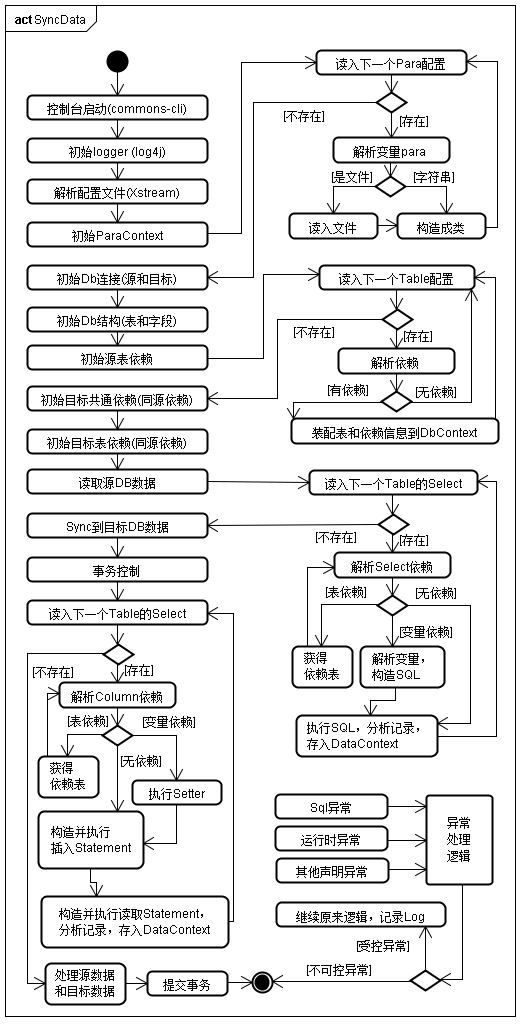 act SyncData
控制台启动(commons-cli)
初始logger (log4j)
解析配置文件(Xstream)
初始ParaContext
读入下一个Para配置
[不存在]
[存在]
解析变量para
[是文件]
[字符串]
读入文件
构造成类
初始Db连接(源和目标)
初始Db结构(表和字段)
初始源表依赖
读入下一个Table配置
[不存在]
[存在]
解析依赖
[有依赖]
[无依赖]
装配表和依赖信息到DbContext
初始目标共通依赖(同源依赖)
初始目标表依赖(同源依赖)
读取源DB数据
读入下一个Table的Select
[不存在]
[存在]
解析Select依赖
[表依赖]
[无依赖]
[变量依赖]
获得
依赖表
解析变量,
构造SQL
执行SQL, 分析记录,
存入DataContext
Sync到目标DB数据
事务控制
读入下一个Table的Select
[不存在]
[存在]
解析Column依赖
[表依赖]
[变量依赖]
[无依赖]
获得
依赖表
执行Setter
构造并执行
插入Statement
构造并执行读取Statement,
分析记录, 存入DataContext
处理源数据
和目标数据
提交事务
Sql异常
运行时异常
其他声明异常
异常
处理
逻辑
继续原来逻辑, 记录Log
[受控异常]
[不可控异常]